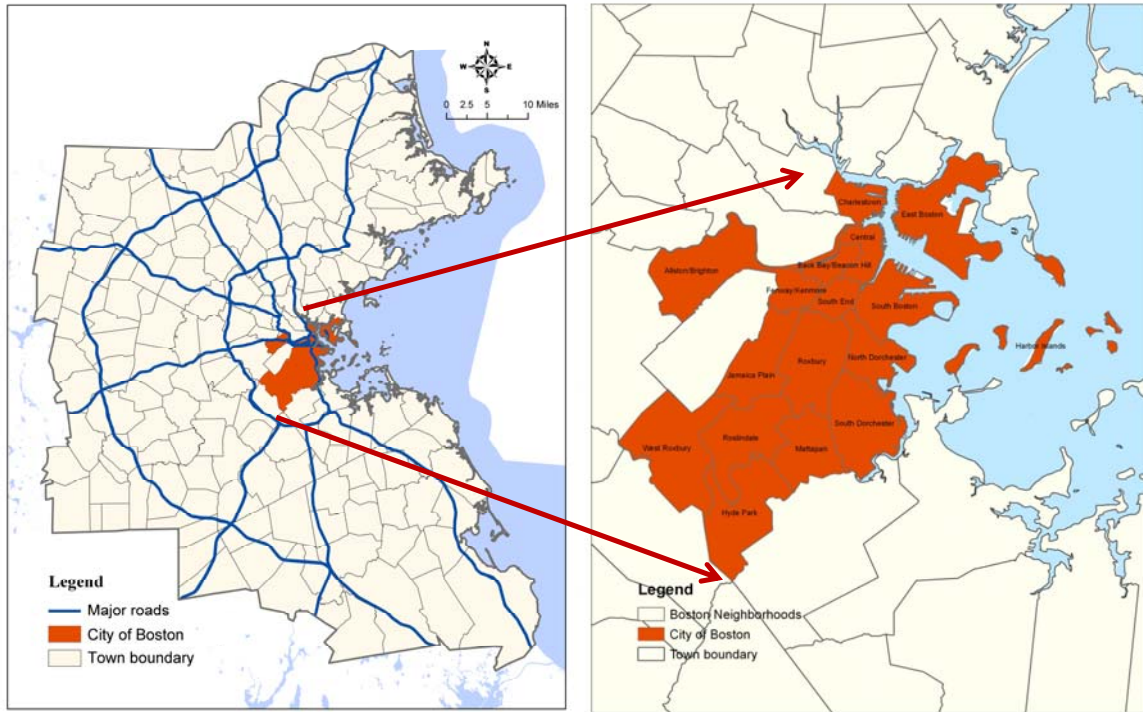 N
W E
S
0 2.5 5 10 Miles
Legend
Major roads
City of Boston
Town boundary
Charlestown
East Boston
Central
Allston/Brighton
Back Bay/Beacon Hill
Fenway/Kenmore
South End
South Boston
Harbor Islands
Roxbury
North Dorchester
Jamaica Plain
South Dorchester
West Roxbury
Roslindale
Mattapan
Hyde Park
Legend
Boston Neighborhoods
City of Boston
Town boundary